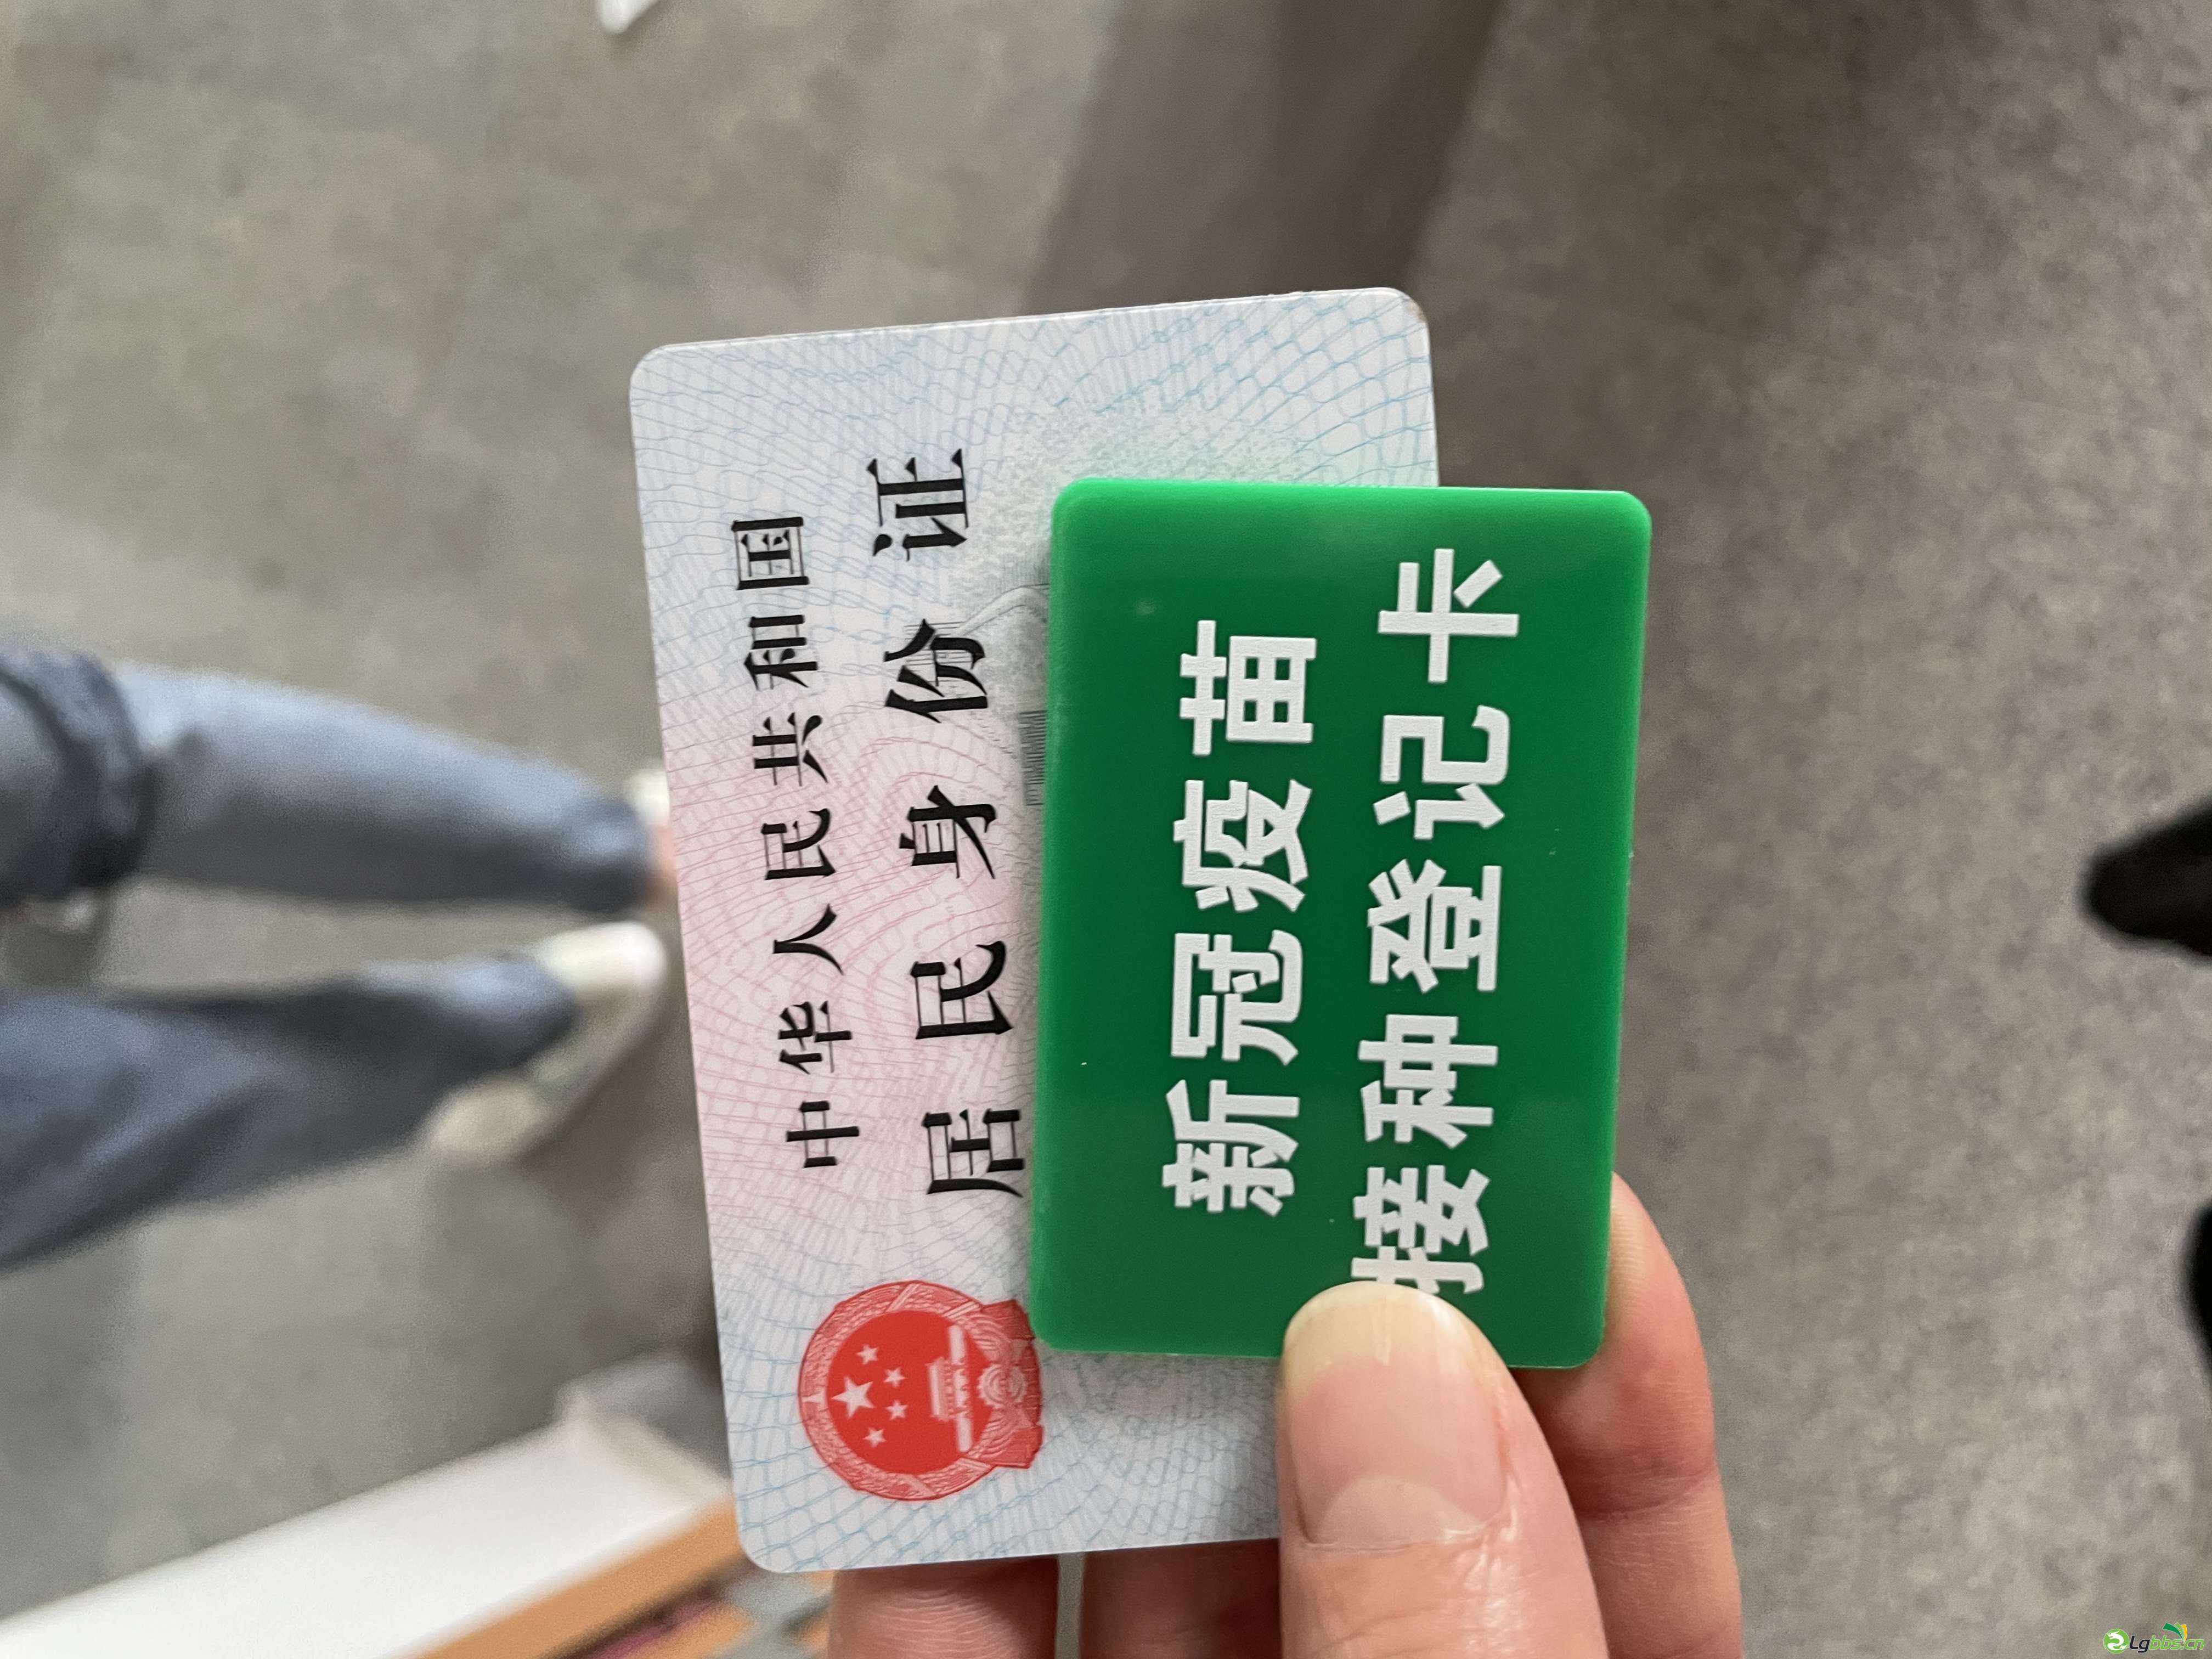 中华人民共和国
居民身份证
新冠疫苗
接种登记卡
Lgbbs.cn